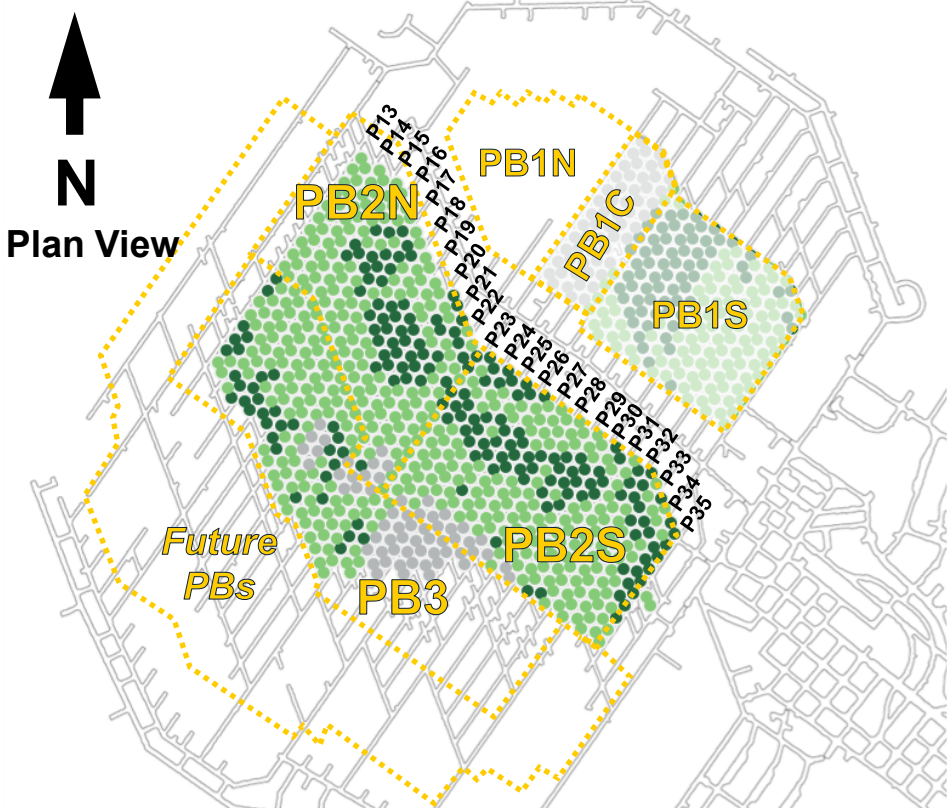 N
Plan View
P13
P14
P15
P16
P17
P18
P19
P20
P21
P22
P23
P24
P25
P26
P27
P28
P29
P30
P31
P32
P33
P34
P35
PB1N
PB2N
PB1C
PB1S
PB2S
Future
PBs
PB3